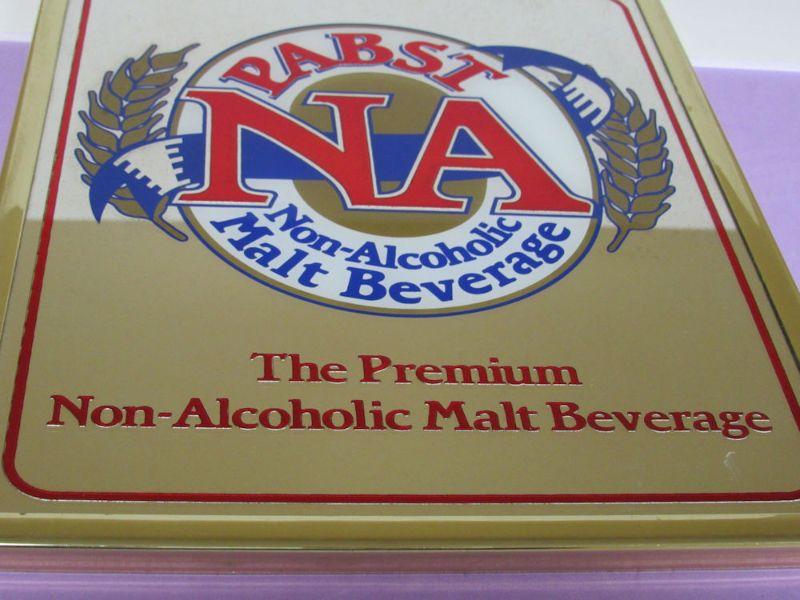 PABST
NA
Non-Alcoholic
Malt Beverage
The Premium
Non-Alcoholic Malt Beverage